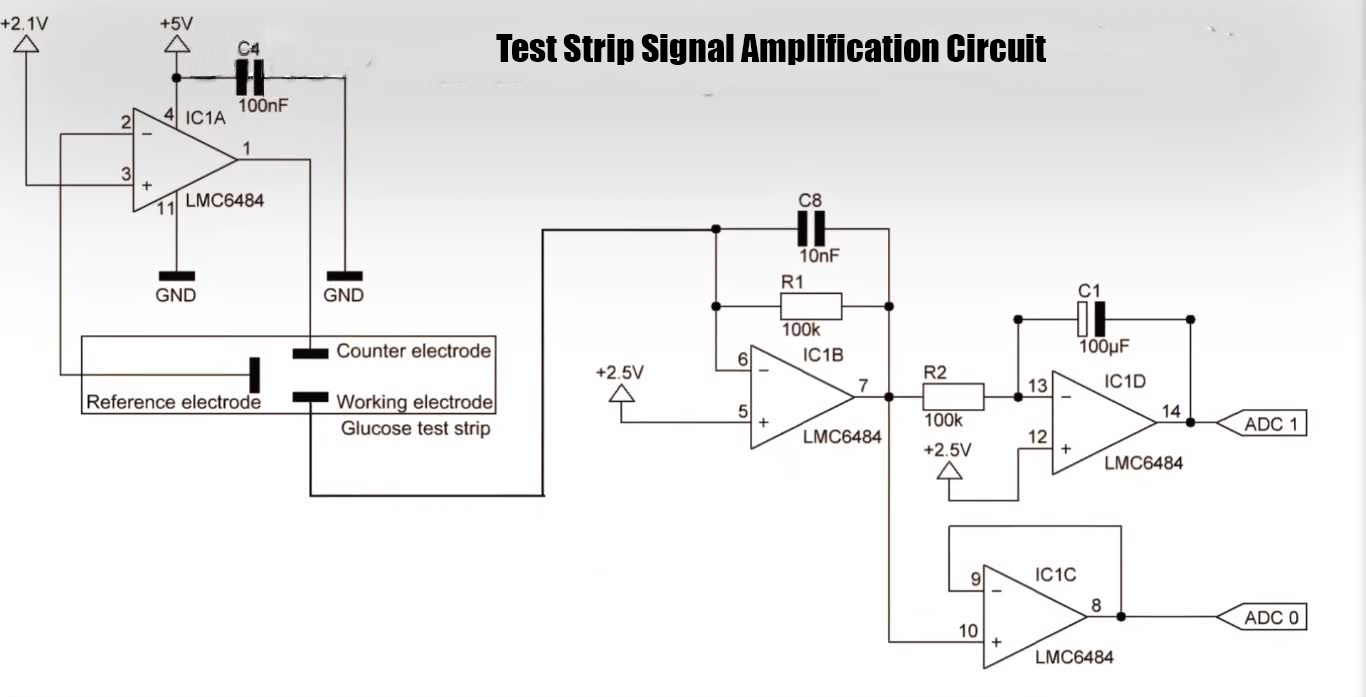 Test Strip Signal Amplification Circuit
+2.1V
+5V
C4
100nF
2
4
IC1A
1
3
11
LMC6484
GND
GND
Counter electrode
Reference electrode
Working electrode
Glucose test strip
C8
10nF
R1
100k
+2.5V
6
IC1B
7
5
LMC6484
R2
100k
C1
100µF
13
IC1D
14
ADC 1
12
+2.5V
LMC6484
9
IC1C
8
ADC 0
10
LMC6484